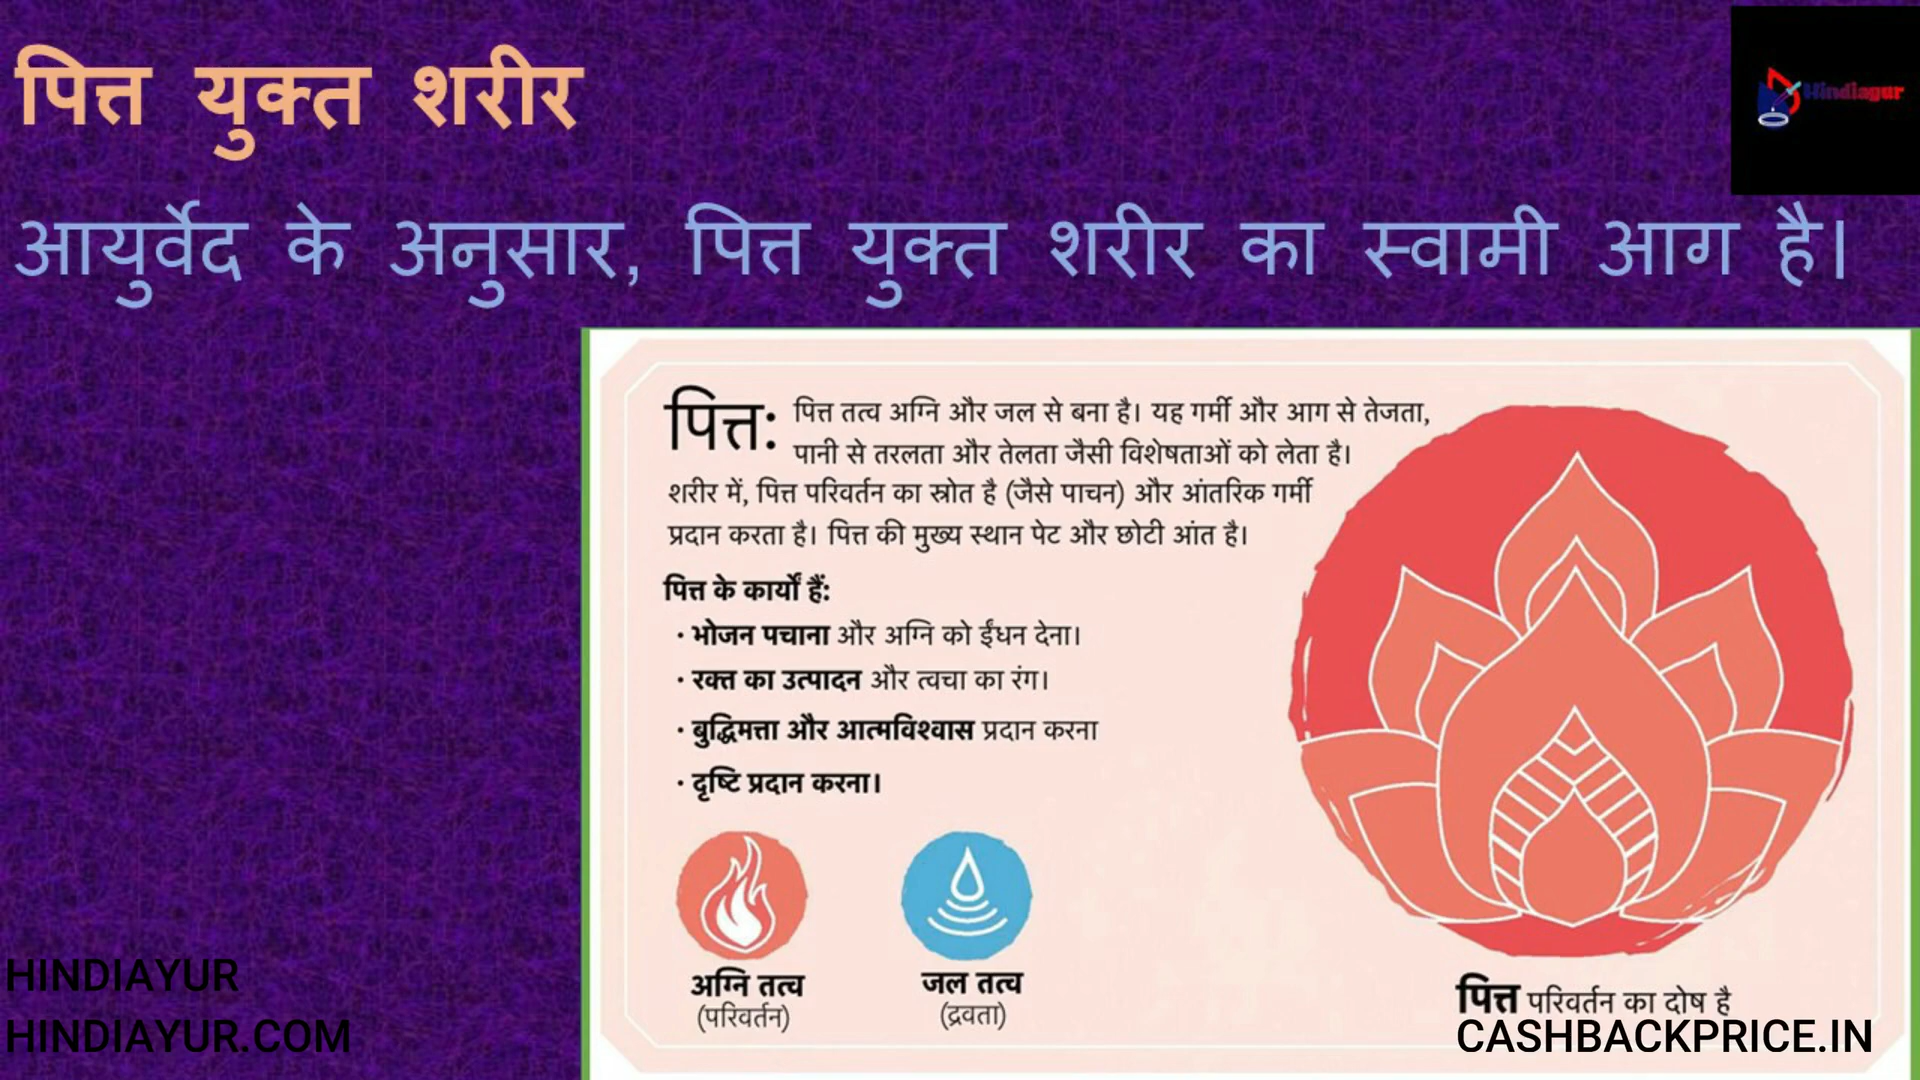 पित्त युक्त शरीर
Hindiayur
आयुर्वेद के अनुसार, पित्त युक्त शरीर का स्वामी आग है।
पित्त: पित्त तत्व अग्नि और जल से बना है। यह गर्मी और आग से तेजता,
पानी से तरलता और तेलता जैसी विशेषताओं को लेता है।
शरीर में, पित्त परिवर्तन का स्रोत है (जैसे पाचन) और आंतरिक गर्मी
प्रदान करता है। पित्त की मुख्य स्थान पेट और छोटी आंत है।
पित्त के कार्यों हैं:
· भोजन पचाना और अग्नि को ईंधन देना।
· रक्त का उत्पादन और त्वचा का रंग।
· बुद्धिमत्ता और आत्मविश्वास प्रदान करना
· दृष्टि प्रदान करना।
अग्नि तत्व
(परिवर्तन)
जल तत्व
(द्रवता)
पित्त परिवर्तन का दोष है
HINDIAYUR
HINDIAYUR.COM
CASHBACKPRICE.IN